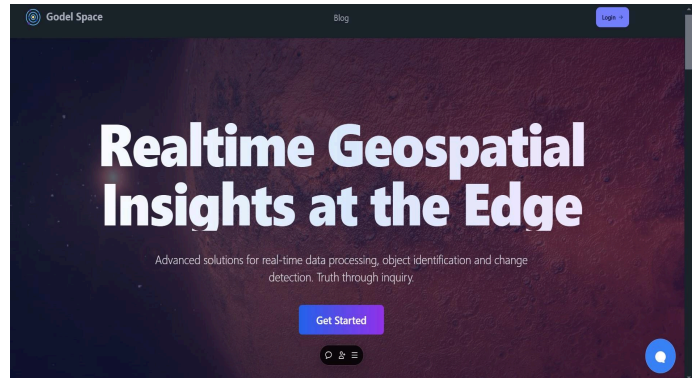 Godel Space
Blog
Login →
Realtime Geospatial
Insights at the Edge
Advanced solutions for real-time data processing, object identification and change
detection. Truth through inquiry.
Get Started